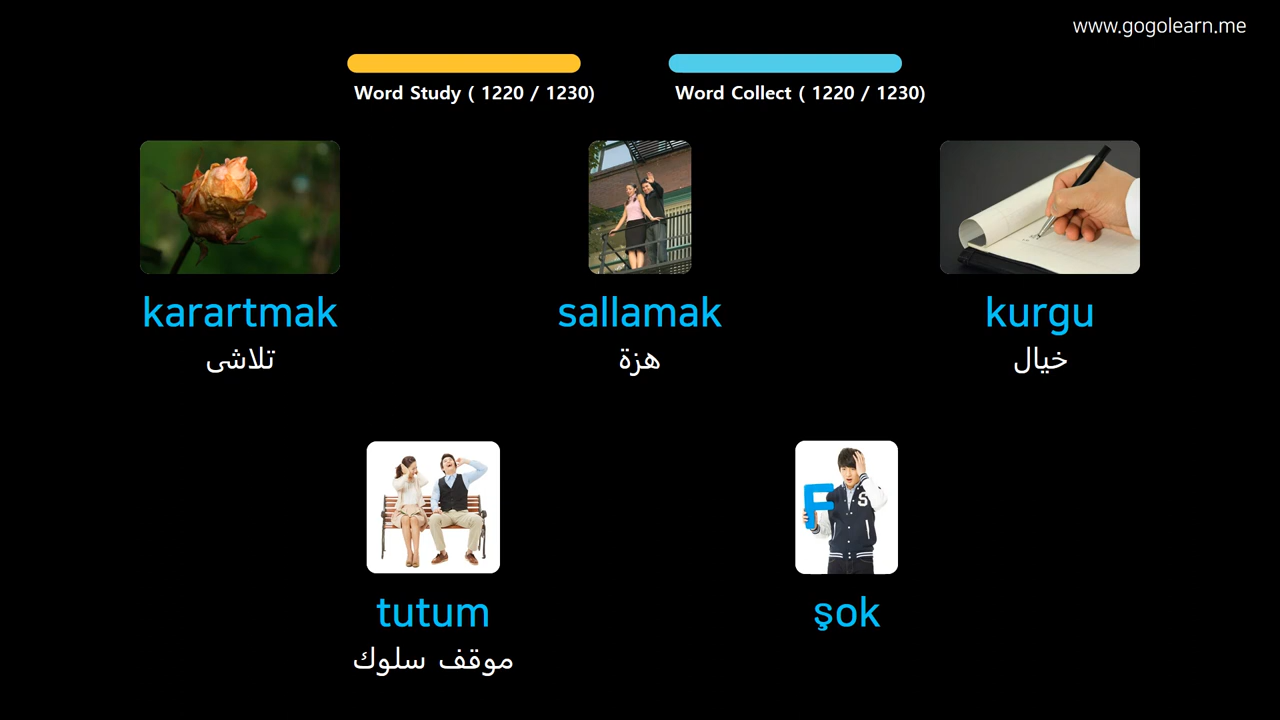 www.gogolearn.me
Word Study ( 1220 / 1230)
Word Collect ( 1220 / 1230)
karartmak
تلاشى
sallamak
هزة
kurgu
خيال
tutum
موقف سلوك
şok
F
S